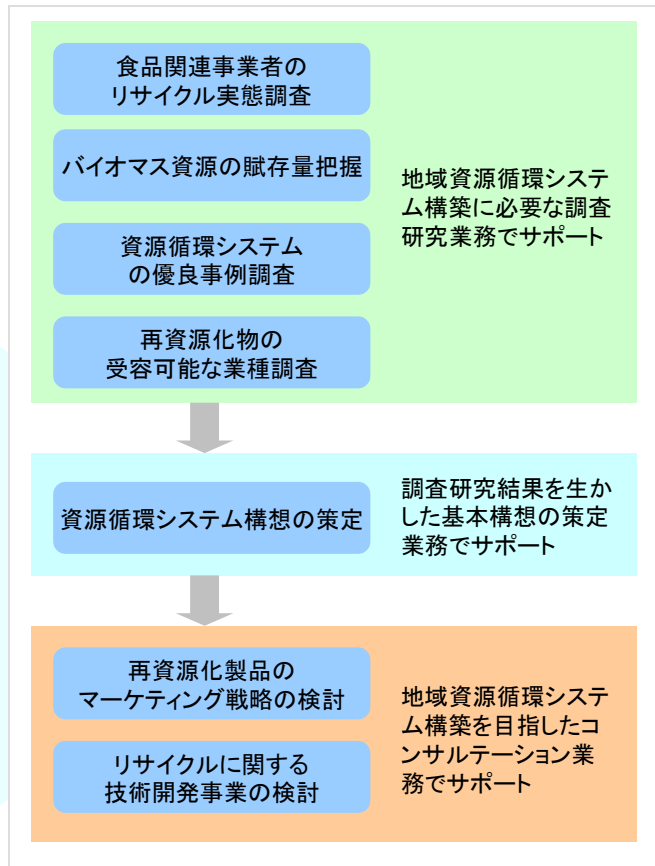 食品関連事業者の
リサイクル実態調査
バイオマス資源の賦存量把握
資源循環システム
の優良事例調査
再資源化物の
受容可能な業種調査
地域資源循環システ
ム構築に必要な調査
研究業務でサポート
資源循環システム構想の策定
調査研究結果を生か
した基本構想の策定
業務でサポート
再資源化製品の
マーケティング戦略の検討
リサイクルに関する
技術開発事業の検討
地域資源循環システ
ム構築を目指したコ
ンサルテーション業
務でサポート